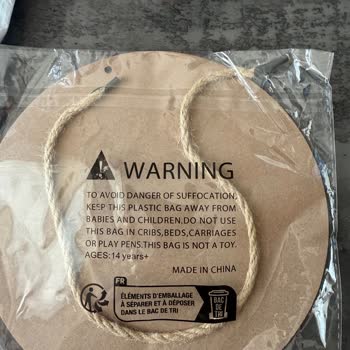 WARNING
TO AVOID DANGER OF SUFFOCATION,
KEEP THIS PLASTIC BAG AWAY FROM
BABIES AND CHILDREN.DO NOT USE
THIS BAG IN CRIBS,BEDS,CARRIAGES
OR PLAY PENS.THIS BAG IS NOT A TOY.
AGES:14 years+
MADE IN CHINA
FR
ÉLÉMENTS D'EMBALLAGE
À SÉPARER ET À DÉPOSER
DANS LE BAC DE TRI
BAC
DE
TRI